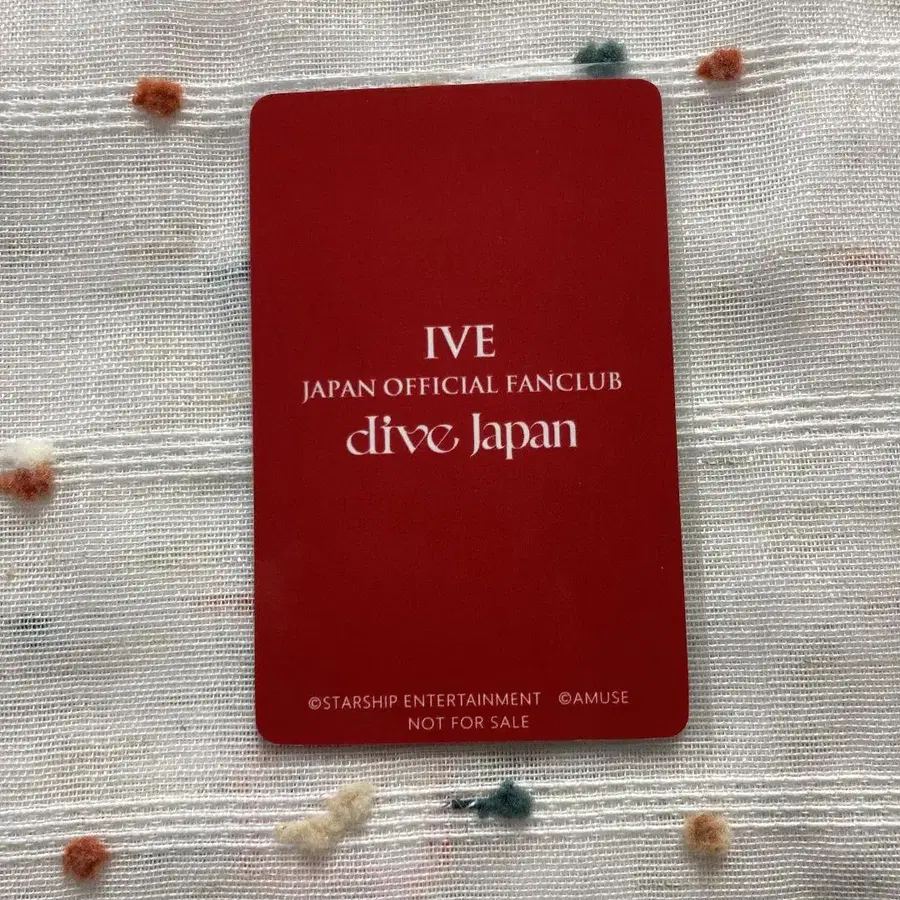 IVE
JAPAN OFFICIAL FANCLUB
dive Japan
©STARSHIP ENTERTAINMENT ©AMUSE
NOT FOR SALE